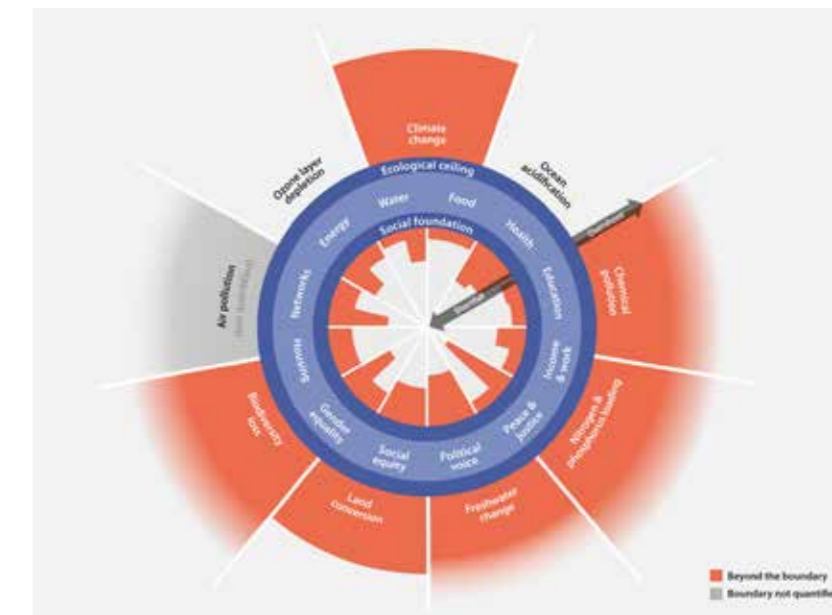 Climate
change
Ocean
acidification
Chemical
pollution
Nitrogen &
phosphorus loading
Freshwater
change
Land
conversion
Biodiversity
loss
Air pollution
Ozone layer
depletion
Ecological ceiling
Water
Food
Health
Education
Income
& work
Peace &
justice
Political
voice
Social
equity
Gender
equality
Housing
Networks
Energy
Social foundation
Overshoot
Shortfall
Beyond the boundary
Boundary not quantifie